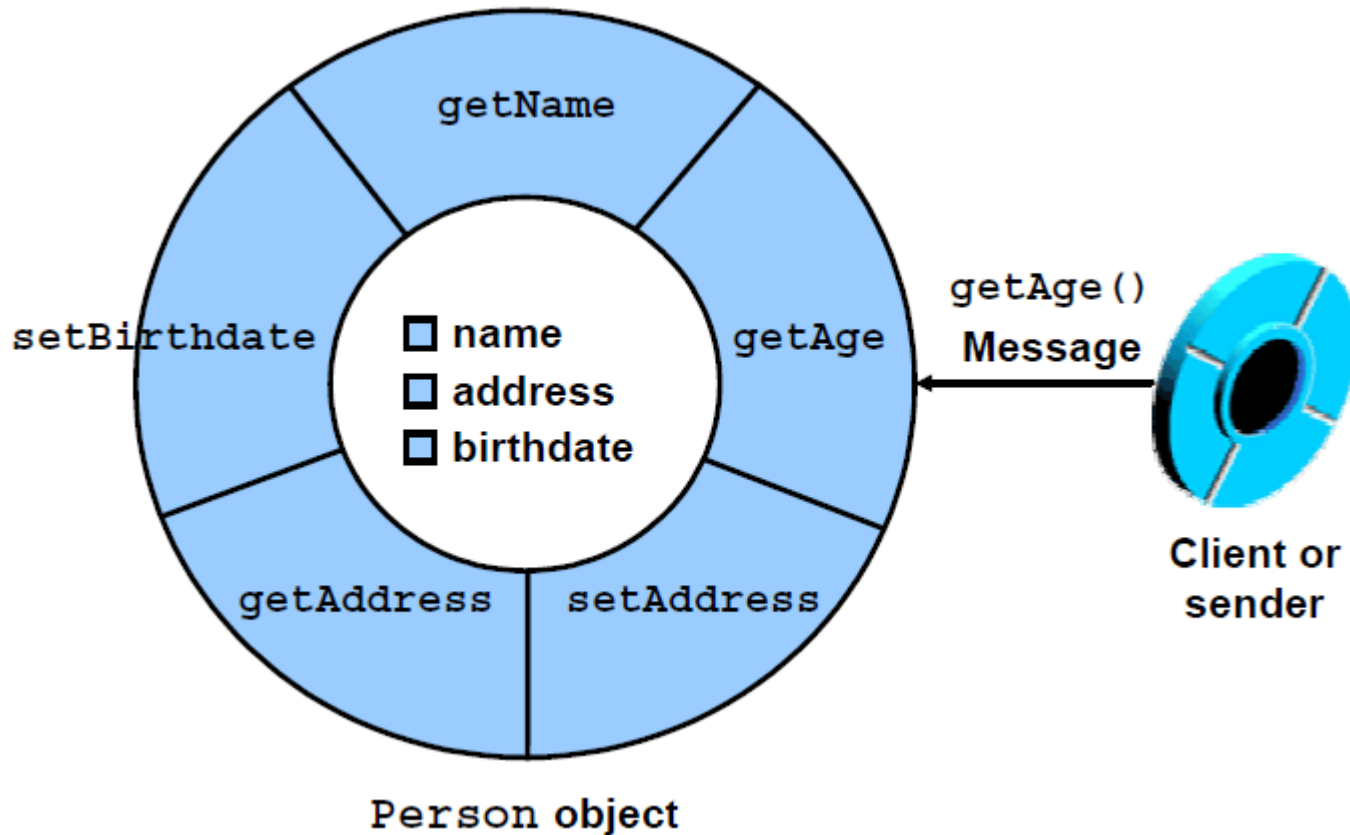 getName
setBirthdate
name
address
birthdate
getAge
getAddress
setAddress
getAge()
Message
Client or
sender
Person object